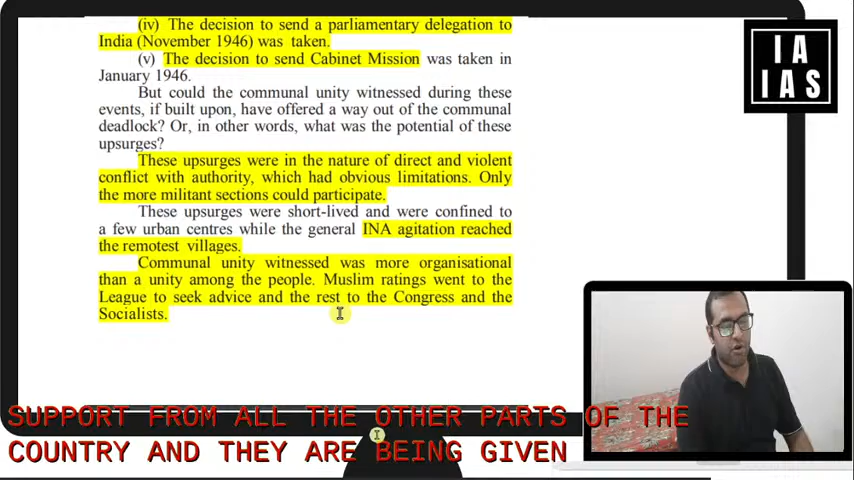 (iv) The decision to send a parliamentary delegation to
India (November 1946) was taken.
(v) The decision to send Cabinet Mission was taken in
January 1946.
But could the communal unity witnessed during these
events, if built upon, have offered a way out of the communal
deadlock? Or, in other words, what was the potential of these
upsurges?
These upsurges were in the nature of direct and violent
conflict with authority, which had obvious limitations. Only
the more militant sections could participate.
These upsurges were short-lived and were confined to
a few urban centres while the general INA agitation reached
the remotest villages.
Communal unity witnessed was more organisational
than a unity among the people. Muslim ratings went to the
League to seek advice and the rest to the Congress and the
Socialists.
IA
IAS
SUPPORT FROM ALL THE OTHER PARTS OF THE
COUNTRY AND THEY ARE BEING GIVEN